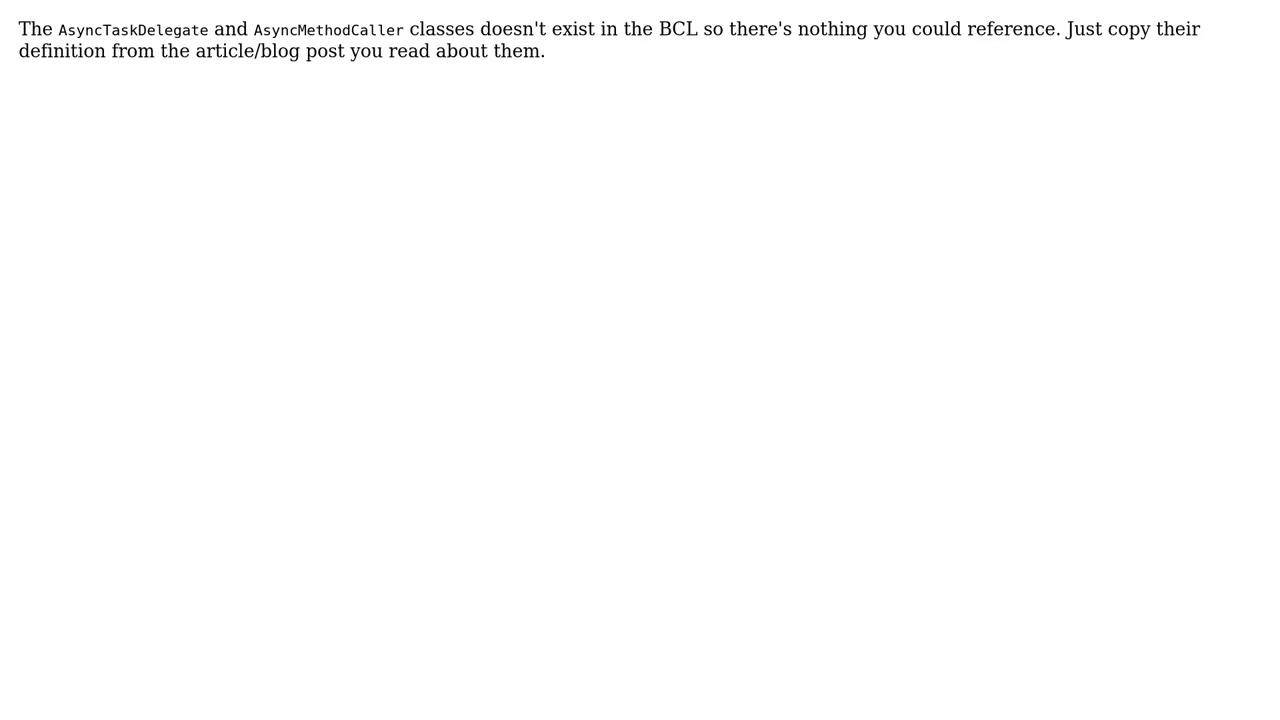 The AsyncTaskDelegate and AsyncMethodCaller classes doesn't exist in the BCL so there's nothing you could reference. Just copy their
definition from the article/blog post you read about them.